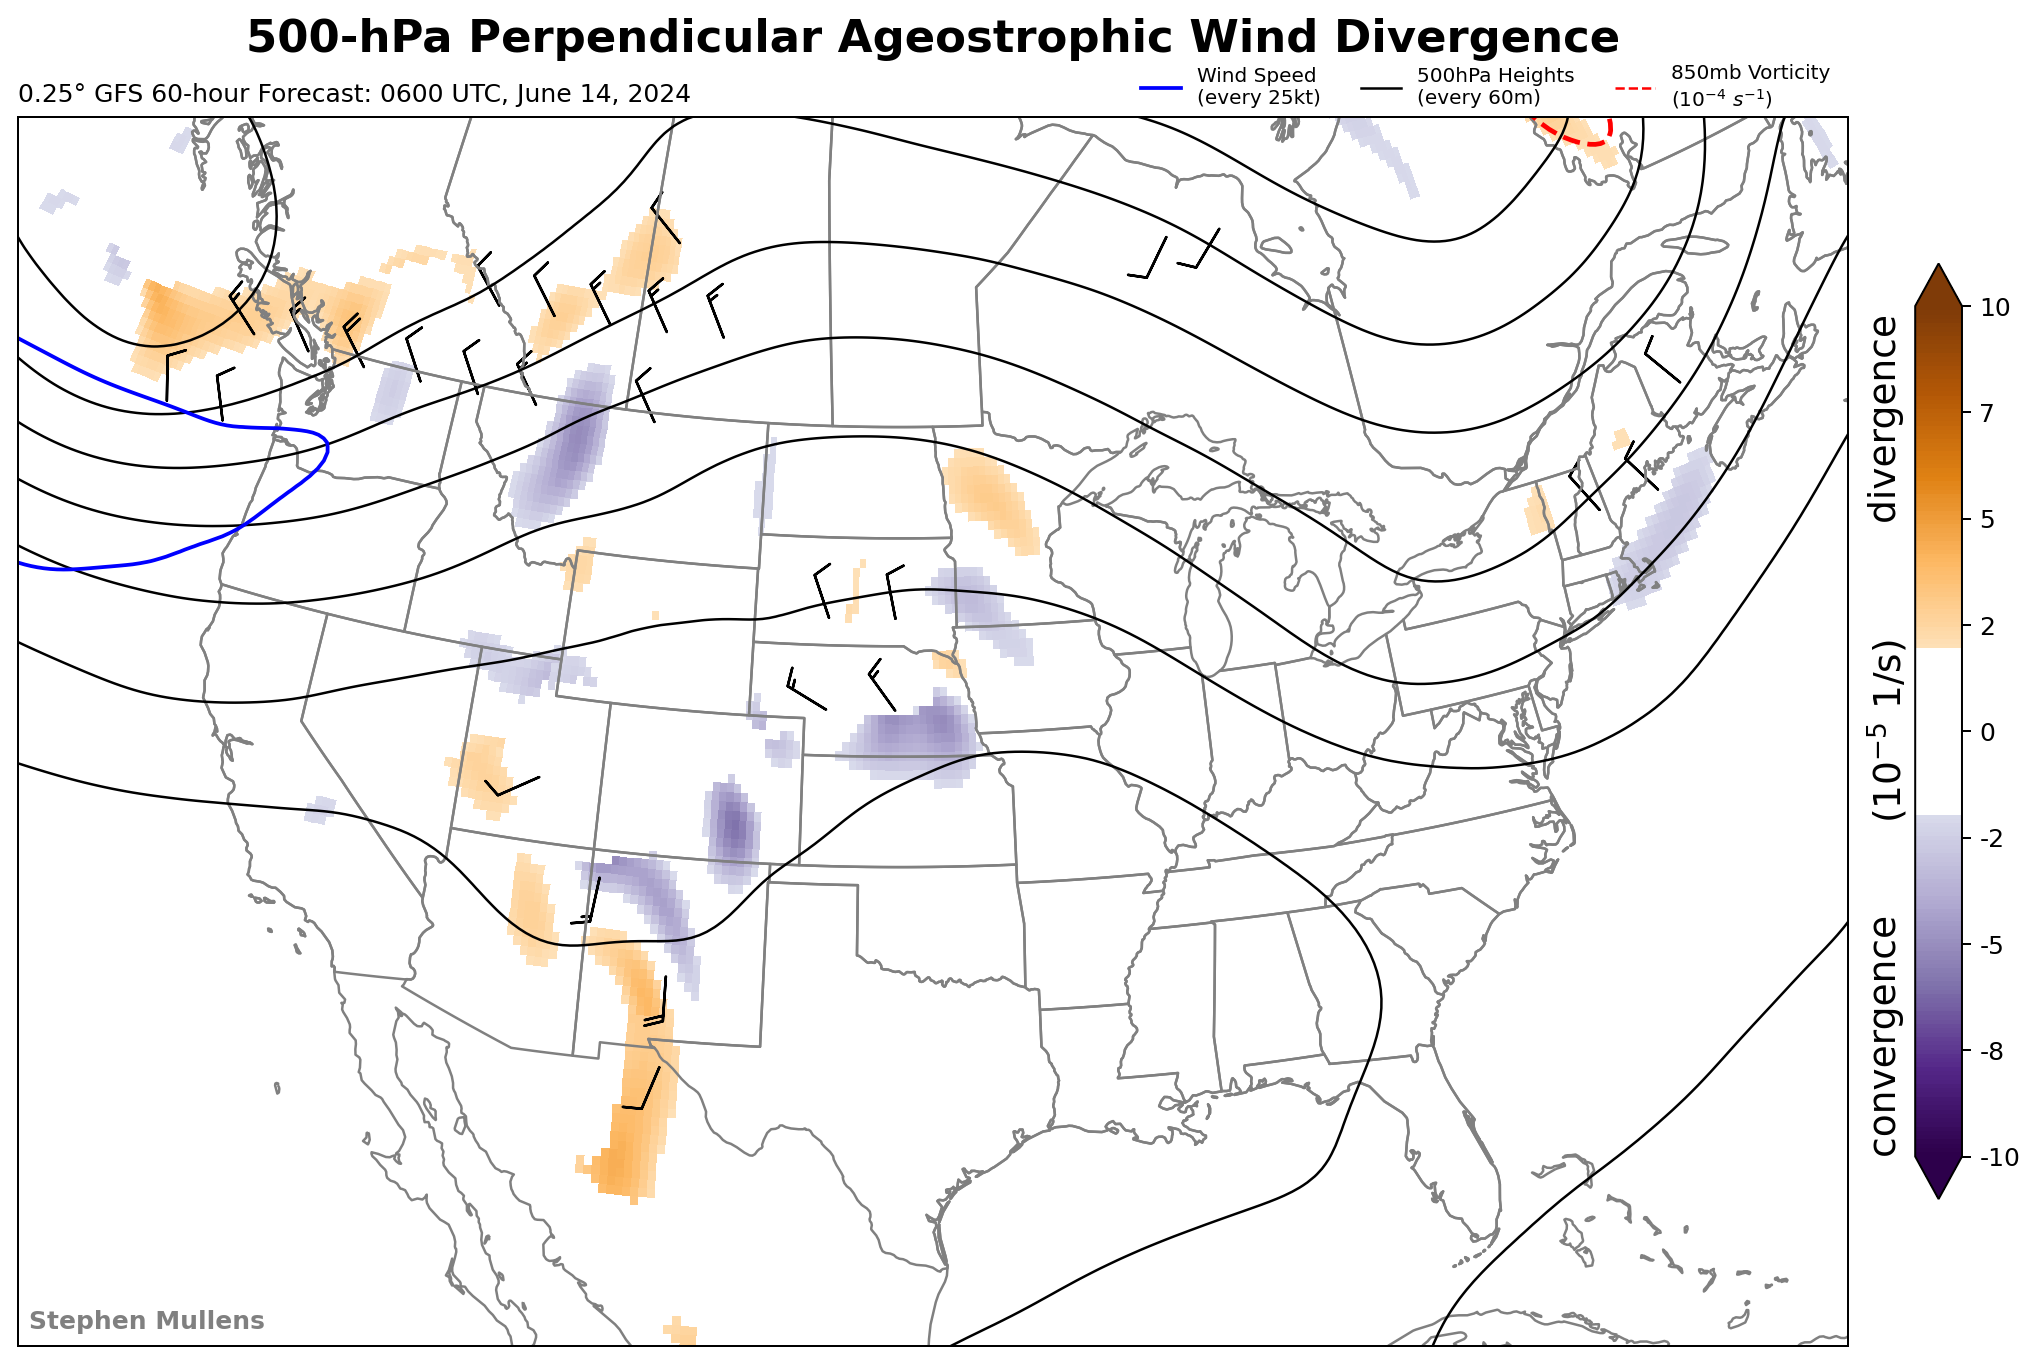 500-hPa Perpendicular Ageostrophic Wind Divergence
0.25° GFS 60-hour Forecast: 0600 UTC, June 14, 2024
Wind Speed
(every 25kt)
500hPa Heights
(every 60m)
850mb Vorticity
(10⁻⁴ s⁻¹)
10
7
5
2
0
-2
-5
-8
-10
convergence (10⁻⁵ 1/s) divergence
Stephen Mullens